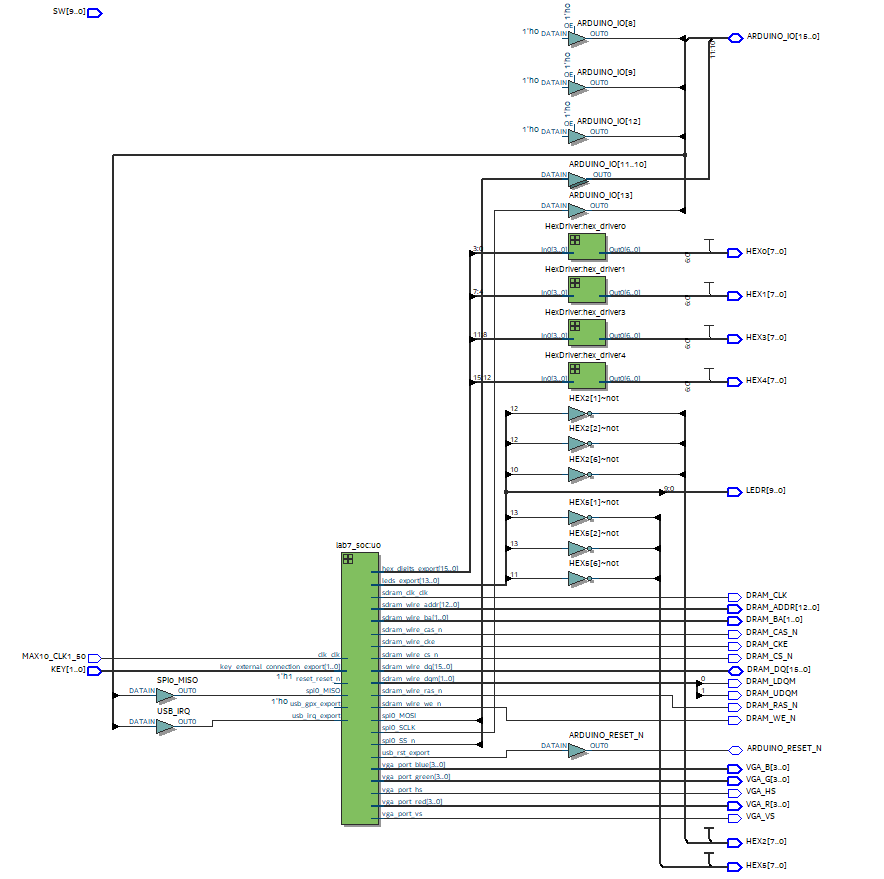 SW[9..0]
1'h0
OE
ARDUINO_IO[8]
1'h0 DATAIN OUT0
ARDUINO_IO[15..0]
11:10
1'h0
OE
ARDUINO_IO[9]
1'h0 DATAIN OUT0
1'h0
OE
ARDUINO_IO[12]
1'h0 DATAIN OUT0
ARDUINO_IO[11..10]
DATAIN OUT0
ARDUINO_IO[13]
DATAIN OUT0
HexDriver:hex_driver0
3:0 In0[3..0] Out0[6..0] 6:0 HEX0[7..0]
HexDriver:hex_driver1
7:4 In0[3..0] Out0[6..0] 6:0 HEX1[7..0]
HexDriver:hex_driver3
11:8 In0[3..0] Out0[6..0] 6:0 HEX3[7..0]
HexDriver:hex_driver4
15:12 In0[3..0] Out0[6..0] 6:0 HEX4[7..0]
HEX2[1]~not
12
HEX2[2]~not
12
HEX2[6]~not
10
9:0 LEDR[9..0]
HEX5[1]~not
13
HEX5[2]~not
13
HEX5[6]~not
11
lab7_soc:u0
hex_digits_export[15..0]
leds_export[13..0]
sdram_clk_clk DRAM_CLK
sdram_wire_addr[12..0] DRAM_ADDR[12..0]
sdram_wire_ba[1..0] DRAM_BA[1..0]
sdram_wire_cas_n DRAM_CAS_N
sdram_wire_cke DRAM_CKE
MAX10_CLK1_50 clk_clk sdram_wire_cs_n DRAM_CS_N
KEY[1..0] key_external_connection_export[1..0] sdram_wire_dq[15..0] DRAM_DQ[15..0]
1'h1 reset_reset_n sdram_wire_dqm[1..0] 0 DRAM_LDQM
SPI0_MISO
DATAIN OUT0 spi0_MISO sdram_wire_ras_n 1 DRAM_UDQM
1'h0 usb_gpx_export sdram_wire_we_n DRAM_RAS_N
USB_IRQ
DATAIN OUT0 usb_irq_export spi0_MOSI DRAM_WE_N
spi0_SCLK
spi0_SS_n
ARDUINO_RESET_N
usb_rst_export DATAIN OUT0 ARDUINO_RESET_N
vga_port_blue[3..0] VGA_B[3..0]
vga_port_green[3..0] VGA_G[3..0]
vga_port_hs VGA_HS
vga_port_red[3..0] VGA_R[3..0]
vga_port_vs VGA_VS
HEX2[7..0]
HEX5[7..0]